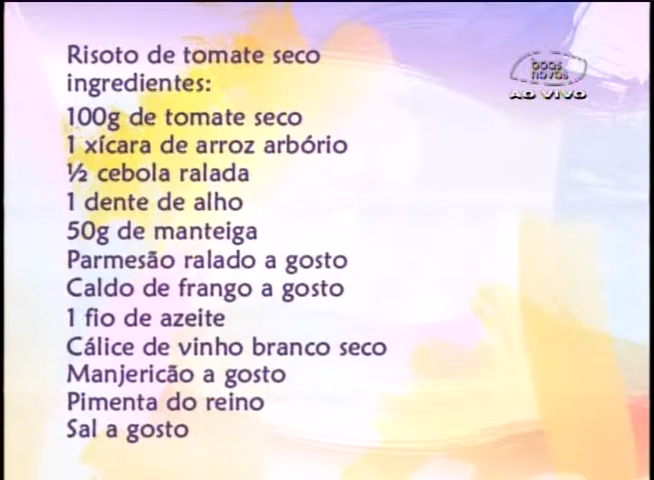 Risoto de tomate seco
ingredientes:
100g de tomate seco
1 xícara de arroz arbório
½ cebola ralada
1 dente de alho
50g de manteiga
Parmesão ralado a gosto
Caldo de frango a gosto
1 fio de azeite
Cálice de vinho branco seco
Manjericão a gosto
Pimenta do reino
Sal a gosto
boas
novas
AO VIVO